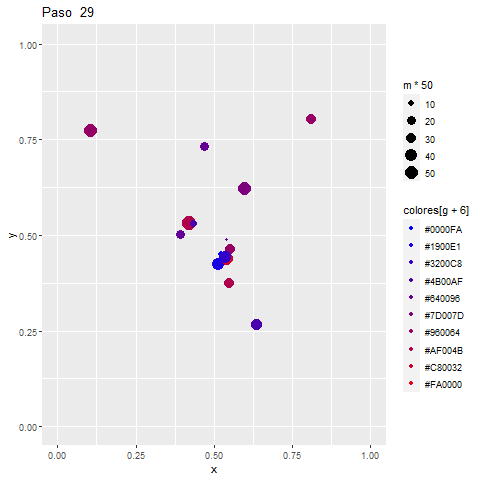 Paso 29
1.00
0.75
0.50
0.25
0.00
y
0.00 0.25 0.50 0.75 1.00
x
m * 50
10
20
30
40
50
colores[g + 6]
#0000FA
#1900E1
#3200C8
#4B00AF
#640096
#7D007D
#960064
#AF004B
#C80032
#FA0000